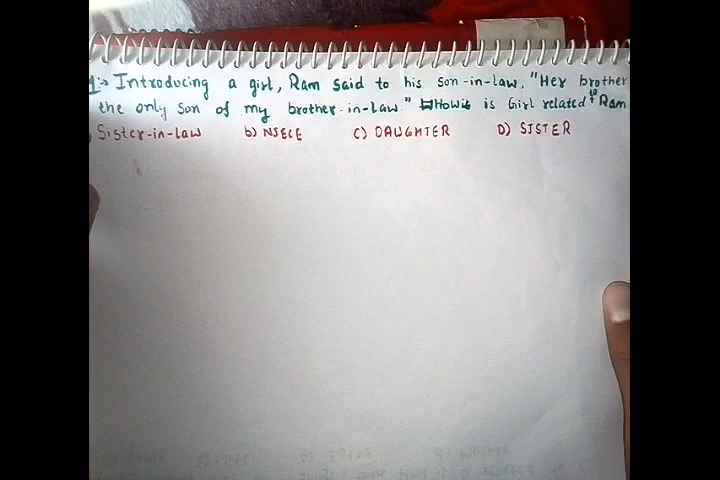 1:→ Introducing a girl, Ram said to his son-in-law, "Her brother
the only son of my brother-in-law." How is Girl related to Ram
Sister-in-law b) NIECE C) DAUGHTER D) SISTER